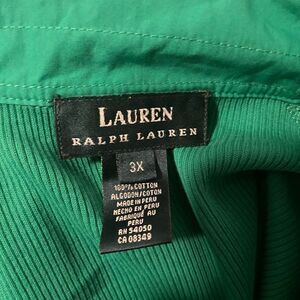 LAUREN
RALPH LAUREN
3X
100% COTTON
ALGODON/COTON
MADE IN PERU
HECHO EN PERU
FABRIQUE AU
PERU
RN 54050
CA 08349